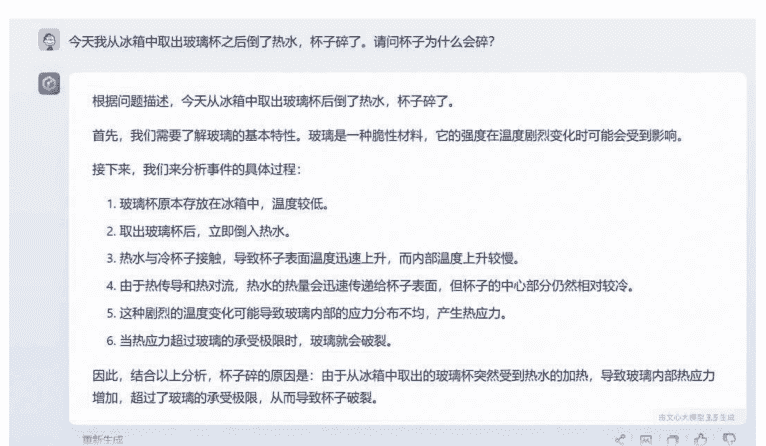 今天我从冰箱中取出玻璃杯之后倒了热水，杯子碎了。请问杯子为什么会碎？
根据问题描述，今天从冰箱中取出玻璃杯后倒了热水，杯子碎了。
首先，我们需要了解玻璃的基本特性。玻璃是一种脆性材料，它的强度在温度剧烈变化时可能会受到影响。
接下来，我们来分析事件的具体过程：
1. 玻璃杯原本存放在冰箱中，温度较低。
2. 取出玻璃杯后，立即倒入热水。
3. 热水与冷杯子接触，导致杯子表面温度迅速上升，而内部温度上升较慢。
4. 由于热传导和热对流，热水的热量会迅速传递给杯子表面，但杯子的中心部分仍然相对较冷。
5. 这种剧烈的温度变化可能导致玻璃内部的应力分布不均，产生热应力。
6. 当热应力超过玻璃的承受极限时，玻璃就会破裂。
因此，结合以上分析，杯子碎的原因是：由于从冰箱中取出的玻璃杯突然受到热水的加热，导致玻璃内部热应力
增加，超过了玻璃的承受极限，从而导致杯子破裂。
由文心大模型 3.5 生成
重新生成